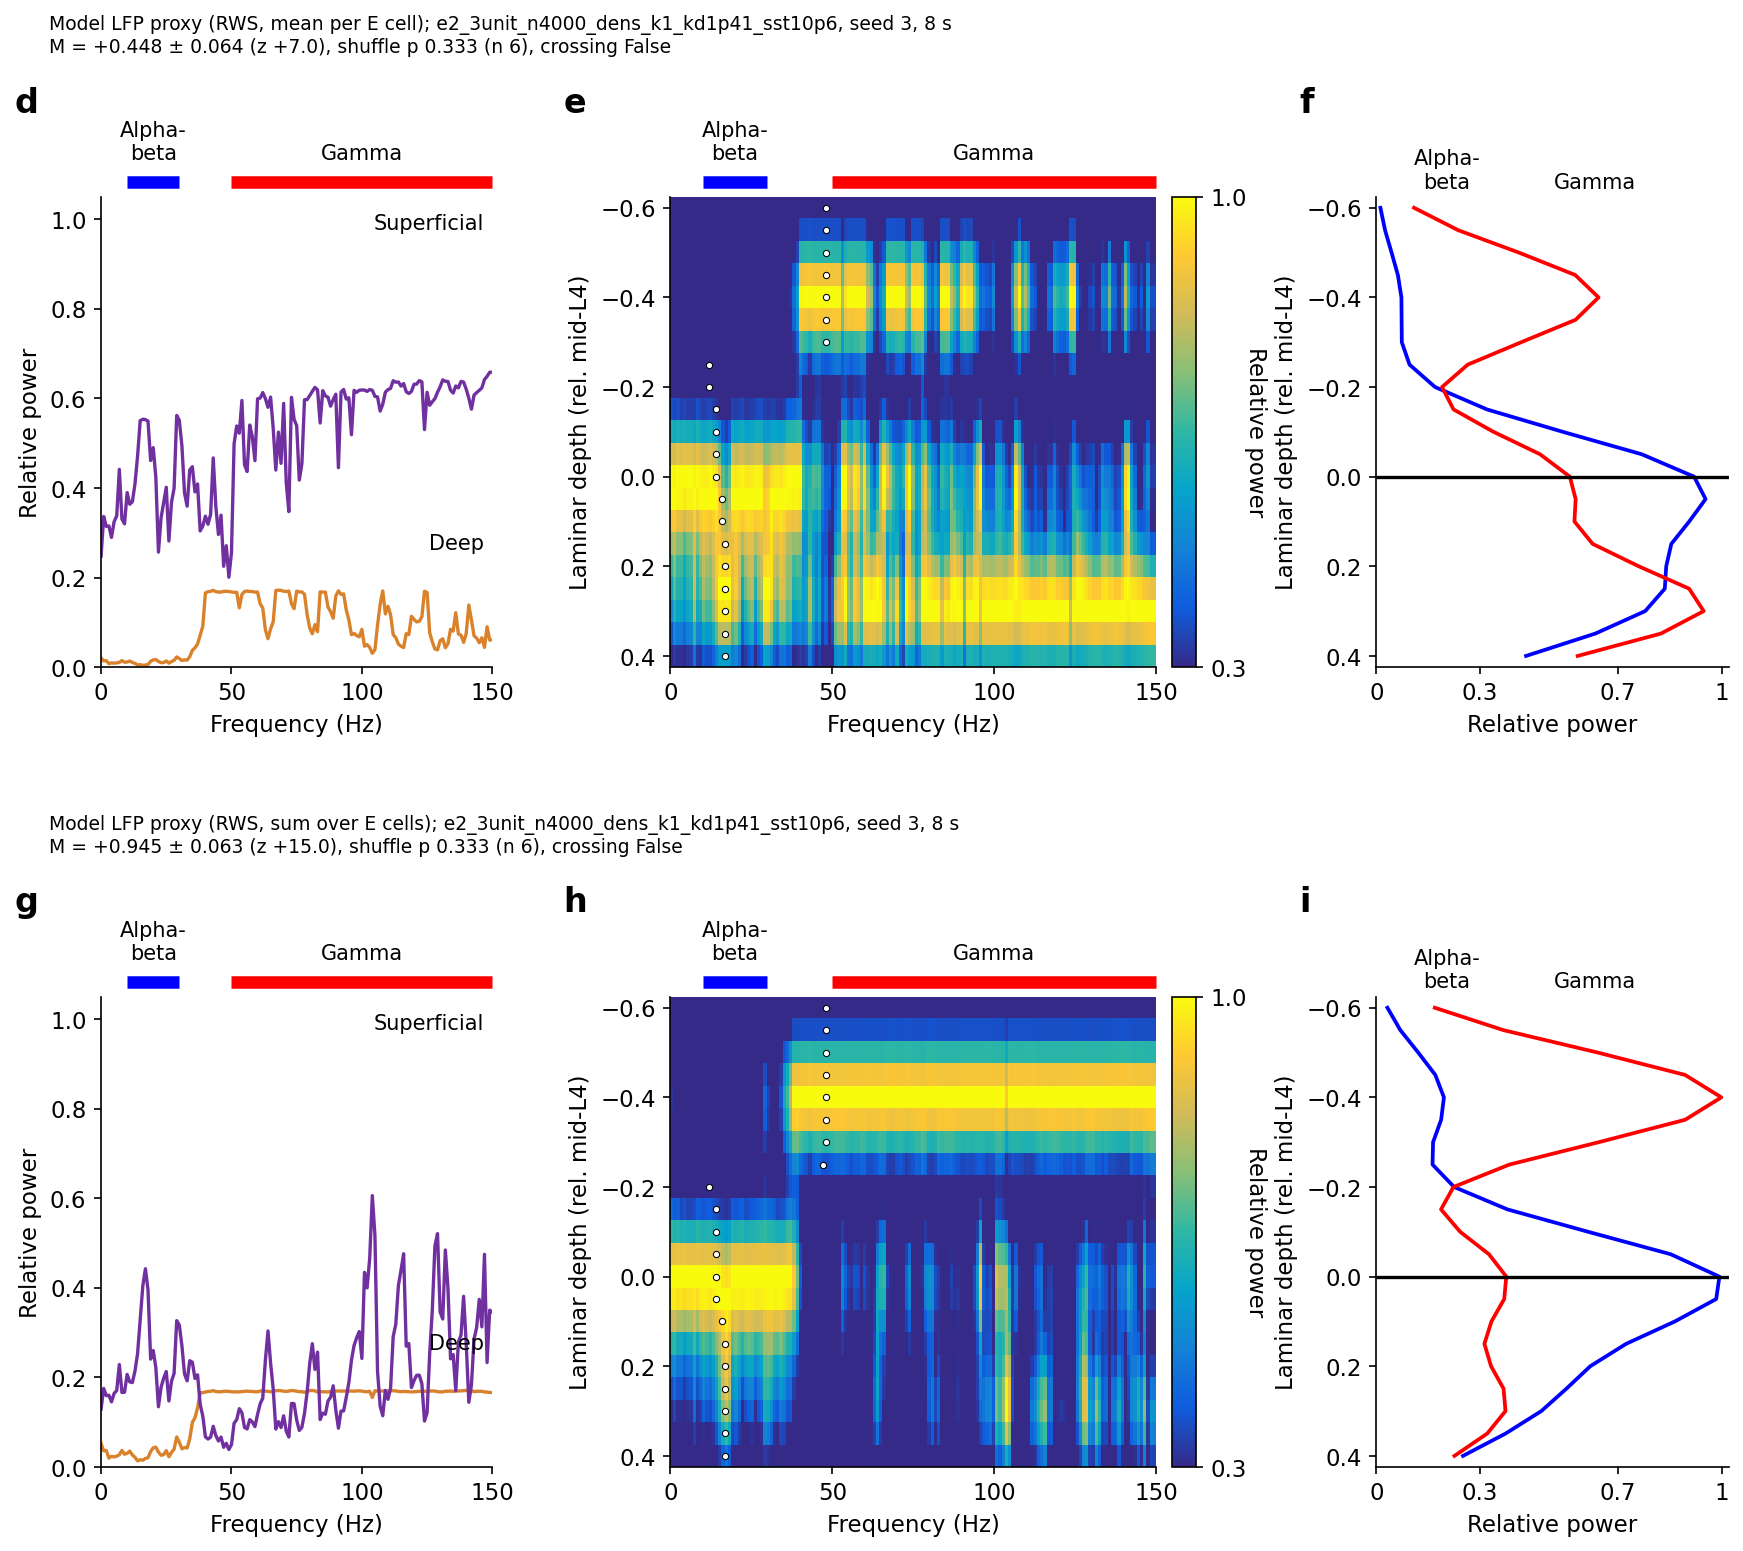 Model LFP proxy (RWS, mean per E cell); e2_3unit_n4000_dens_k1_kd1p41_sst10p6, seed 3, 8 s
M = +0.448 ± 0.064 (z +7.0), shuffle p 0.333 (n 6), crossing False
d
Alpha-
beta
Gamma
Superficial
Deep
1.0
0.8
0.6
0.4
0.2
0.0
Relative power
0
50
100
150
Frequency (Hz)
e
Alpha-
beta
Gamma
−0.6
−0.4
−0.2
0.0
0.2
0.4
Laminar depth (rel. mid-L4)
0
50
100
150
Frequency (Hz)
1.0
0.3
Relative power
f
Alpha-
beta
Gamma
−0.6
−0.4
−0.2
0.0
0.2
0.4
Laminar depth (rel. mid-L4)
0
0.3
0.7
1
Relative power
Model LFP proxy (RWS, sum over E cells); e2_3unit_n4000_dens_k1_kd1p41_sst10p6, seed 3, 8 s
M = +0.945 ± 0.063 (z +15.0), shuffle p 0.333 (n 6), crossing False
g
Alpha-
beta
Gamma
Superficial
Deep
1.0
0.8
0.6
0.4
0.2
0.0
Relative power
0
50
100
150
Frequency (Hz)
h
Alpha-
beta
Gamma
−0.6
−0.4
−0.2
0.0
0.2
0.4
Laminar depth (rel. mid-L4)
0
50
100
150
Frequency (Hz)
1.0
0.3
Relative power
i
Alpha-
beta
Gamma
−0.6
−0.4
−0.2
0.0
0.2
0.4
Laminar depth (rel. mid-L4)
0
0.3
0.7
1
Relative power